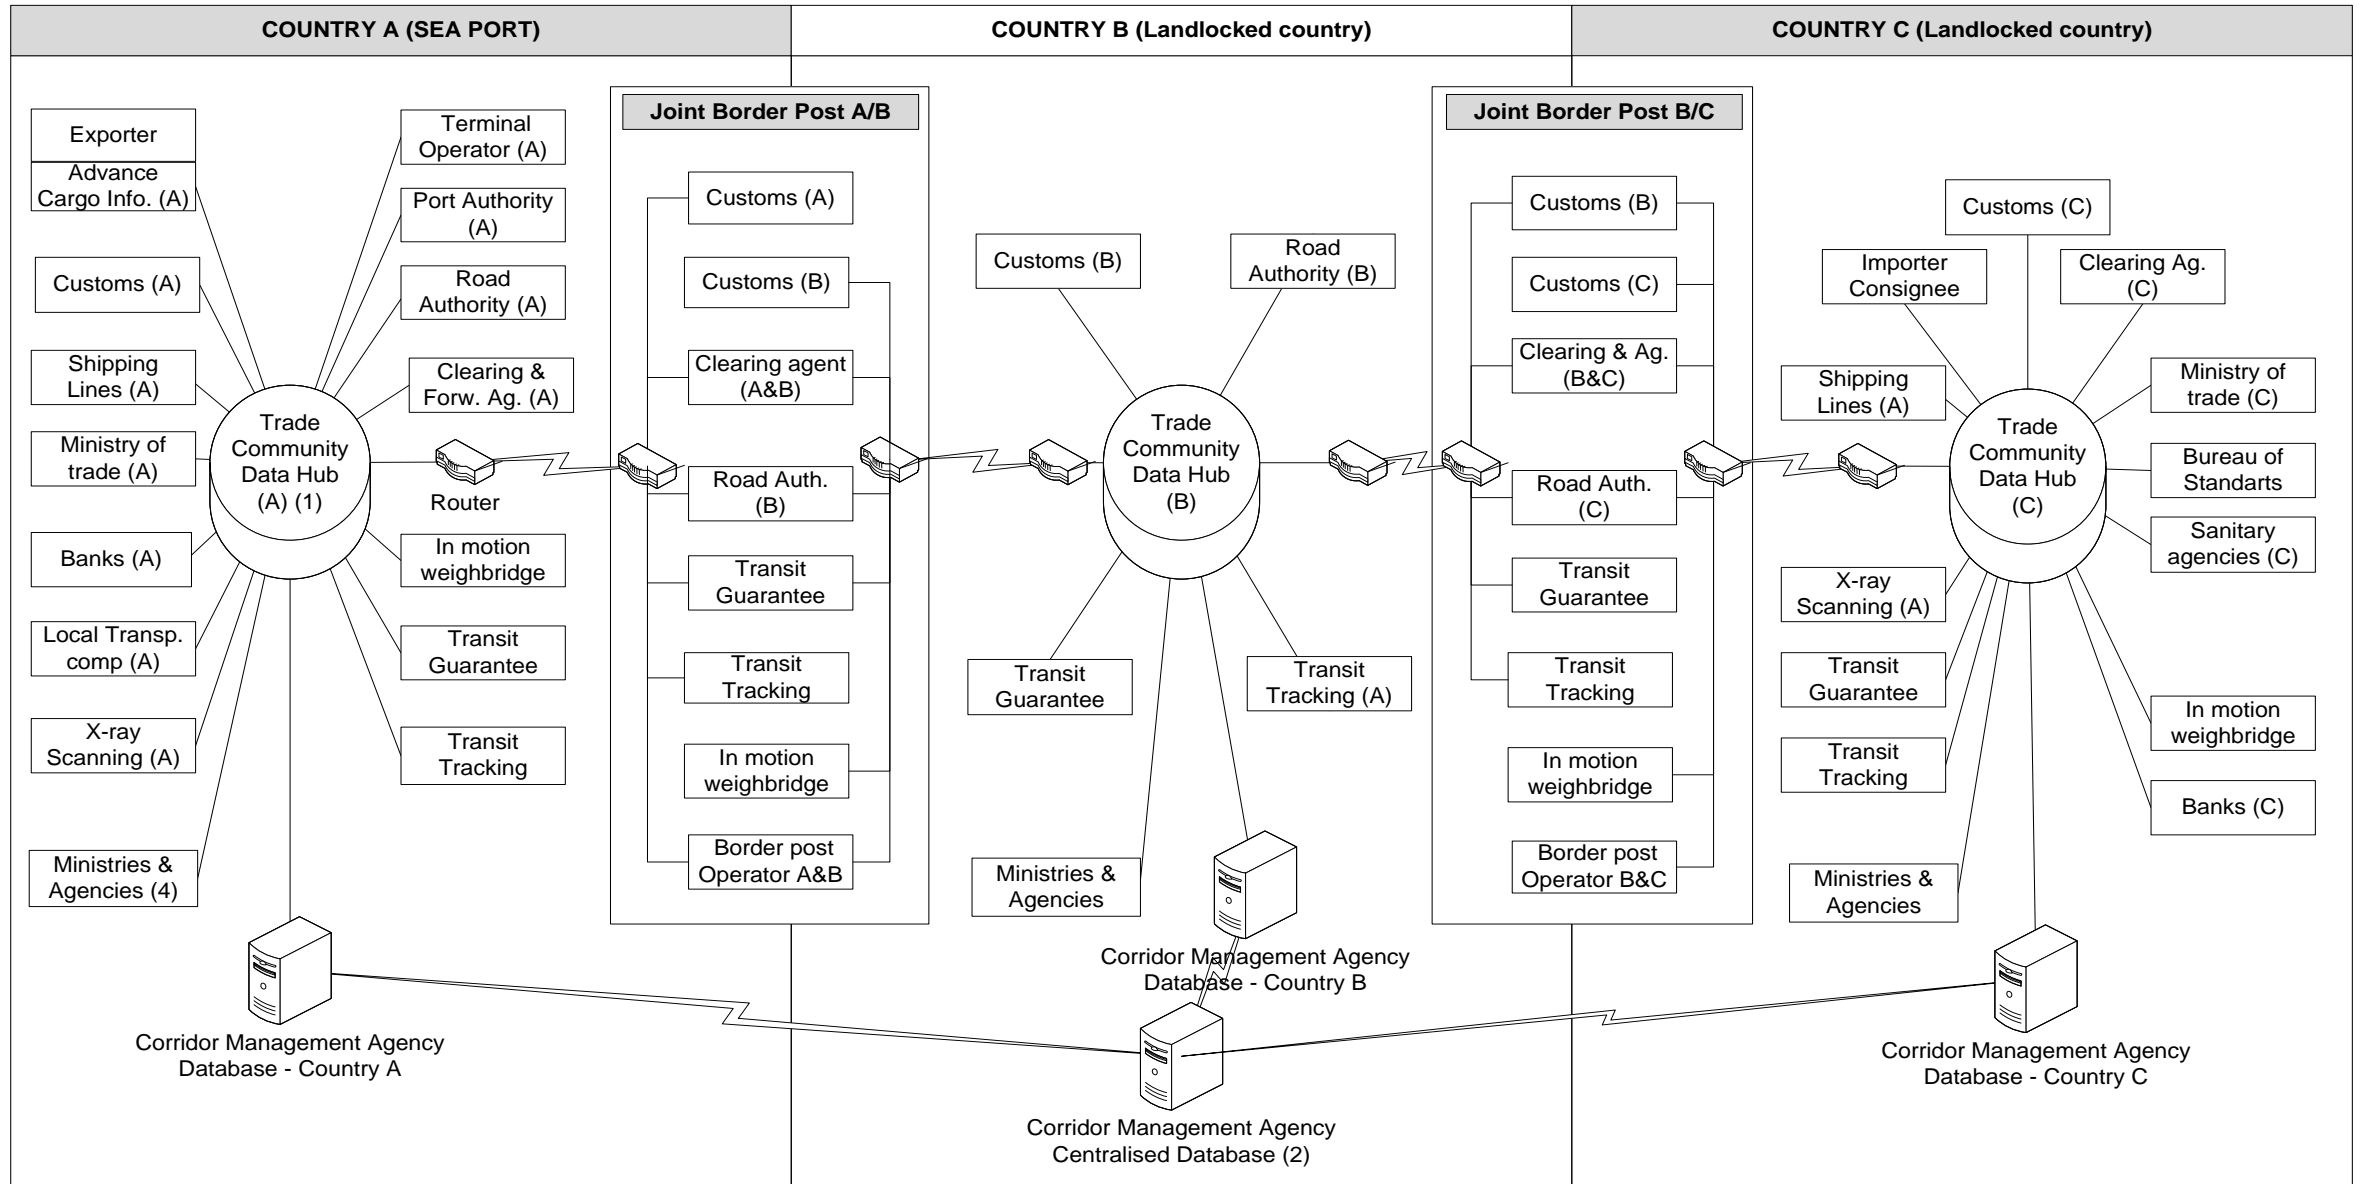 COUNTRY A (SEA PORT)
COUNTRY B (Landlocked country)
COUNTRY C (Landlocked country)
Exporter
Advance
Cargo Info. (A)
Customs (A)
Shipping
Lines (A)
Ministry of
trade (A)
Banks (A)
Local Transp.
comp (A)
X-ray
Scanning (A)
Ministries &
Agencies (4)
Trade
Community
Data Hub
(A) (1)
Terminal
Operator (A)
Port Authority
(A)
Road
Authority (A)
Clearing &
Forw. Ag. (A)
Router
In motion
weighbridge
Transit
Guarantee
Transit
Tracking
Corridor Management Agency
Database - Country A
Joint Border Post A/B
Customs (A)
Customs (B)
Clearing agent
(A&B)
Road Auth.
(B)
Transit
Guarantee
Transit
Tracking
In motion
weighbridge
Border post
Operator A&B
Customs (B)
Road
Authority (B)
Trade
Community
Data Hub
(B)
Transit
Guarantee
Transit
Tracking (A)
Ministries &
Agencies
Corridor Management Agency
Database - Country B
Corridor Management Agency
Centralised Database (2)
Joint Border Post B/C
Customs (B)
Customs (C)
Clearing & Ag.
(B&C)
Road Auth.
(C)
Transit
Guarantee
Transit
Tracking
In motion
weighbridge
Border post
Operator B&C
Customs (C)
Importer
Consignee
Clearing Ag.
(C)
Shipping
Lines (A)
Ministry of
trade (C)
Trade
Community
Data Hub
(C)
Bureau of
Standarts
Sanitary
agencies (C)
X-ray
Scanning (A)
Transit
Guarantee
Transit
Tracking
In motion
weighbridge
Banks (C)
Ministries &
Agencies
Corridor Management Agency
Database - Country C